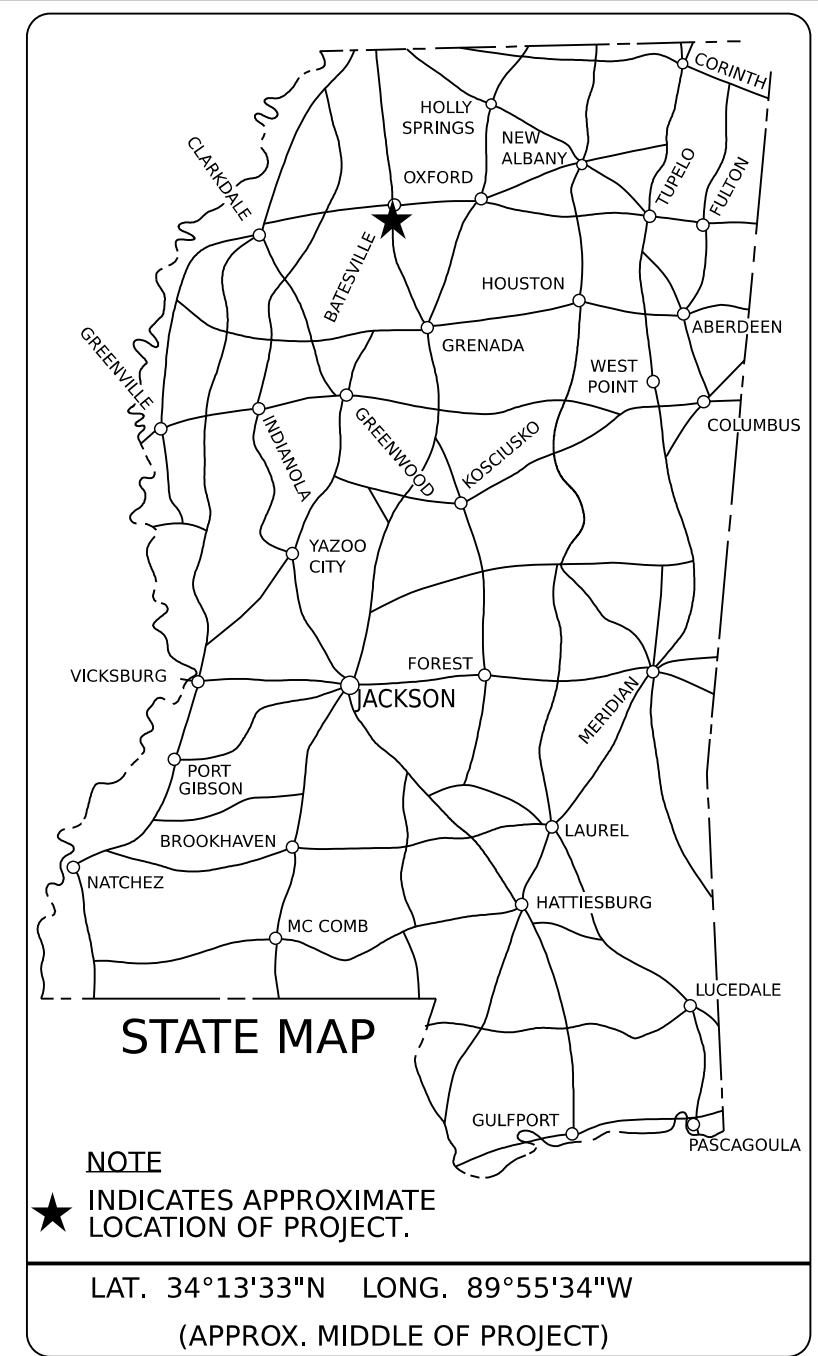 CORINTH
HOLLY
SPRINGS
NEW
ALBANY
CLARKDALE
OXFORD
TUPELO
FULTON
BATESVILLE
HOUSTON
ABERDEEN
GRENADA
GREENVILLE
WEST
POINT
COLUMBUS
INDIANOLA
GREENWOOD
KOSCIUSKO
YAZOO
CITY
VICKSBURG
FOREST
JACKSON
MERIDIAN
PORT
GIBSON
BROOKHAVEN
LAUREL
NATCHEZ
HATTIESBURG
MC COMB
LUCEDALE
STATE MAP
GULFPORT
PASCAGOULA
NOTE
INDICATES APPROXIMATE
LOCATION OF PROJECT.
LAT. 34°13'33"N LONG. 89°55'34"W
(APPROX. MIDDLE OF PROJECT)